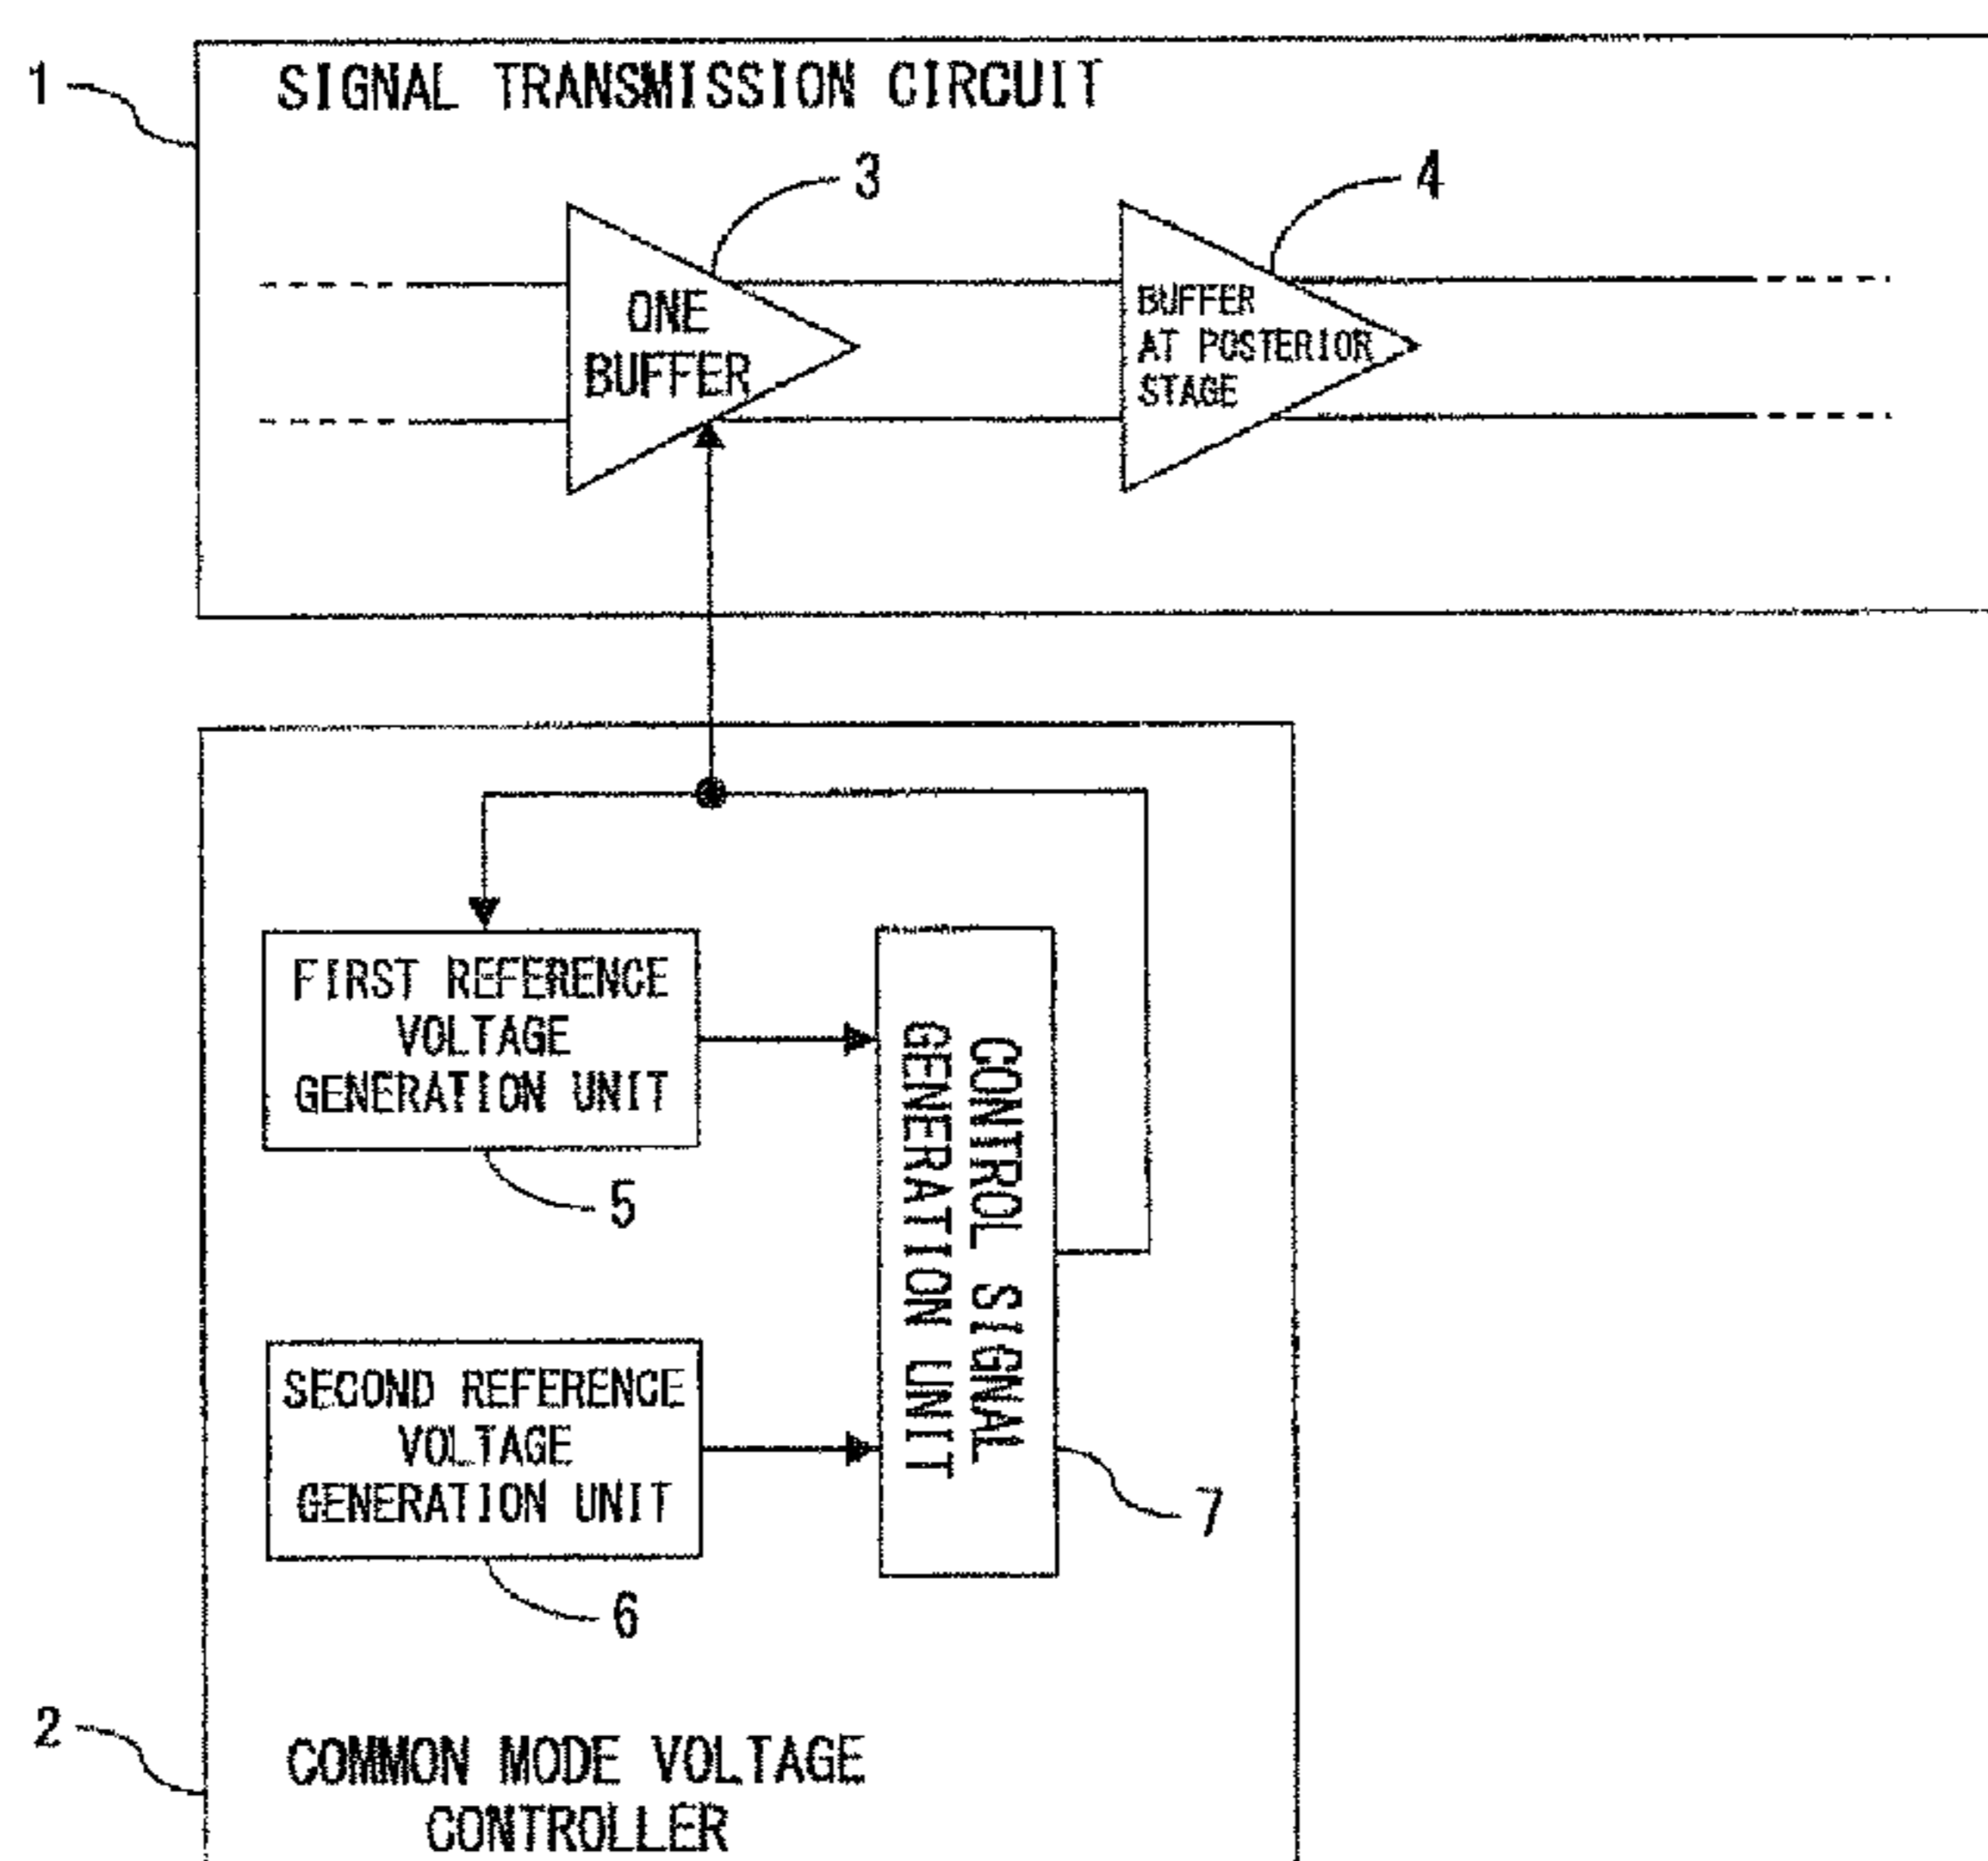 1
SIGNAL TRANSMISSION CIRCUIT
3
4
ONE
BUFFER
BUFFER
AT POSTERIOR
STAGE
FIRST REFERENCE
VOLTAGE
GENERATION UNIT
5
CONTROL SIGNAL
GENERATION UNIT
SECOND REFERENCE
VOLTAGE
GENERATION UNIT
6
7
2
COMMON MODE VOLTAGE
CONTROLLER